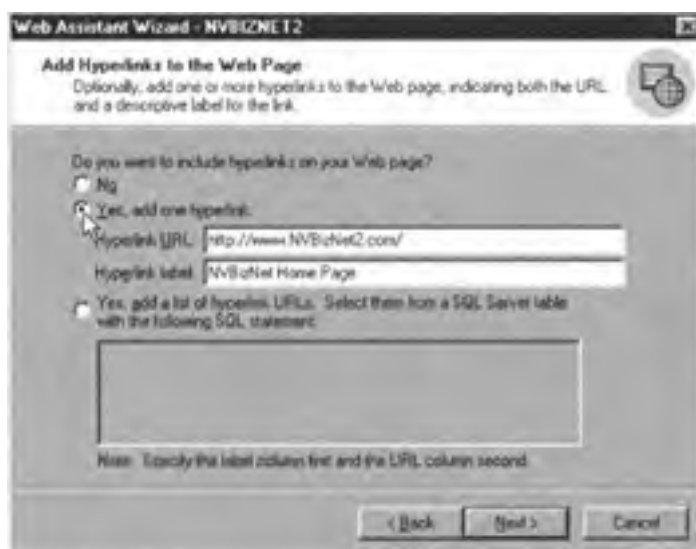 Web Assistant Wizard - NVBIZNET2
Add Hyperlinks to the Web Page
Optionally, add one or more hyperlinks to the Web page, indicating both the URL
and a descriptive label for the link.
Do you want to include hyperlinks on your Web page?
No
Yes, add one hyperlink:
Hyperlink URL: http://www.NVBizNet2.com/
Hyperlink label: NVBizNet Home Page
Yes, add a list of hyperlink URLs. Select them from a SQL Server table
with the following SQL statement:
Note: Specify the label column first and the URL column second.
< Back
Next >
Cancel